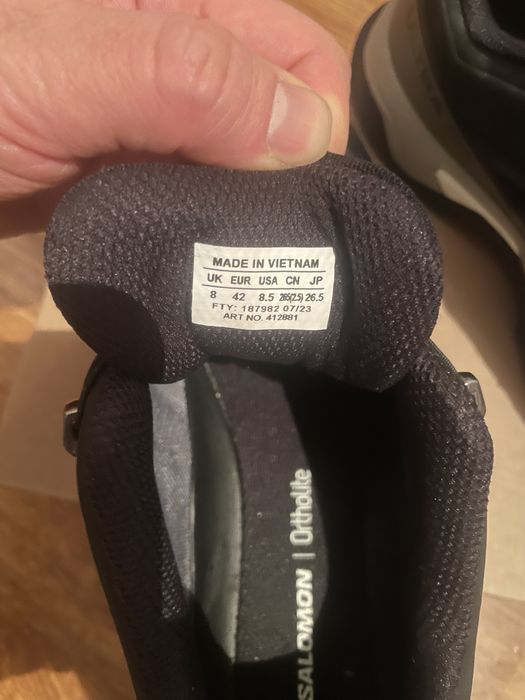 MADE IN VIETNAM
UK EUR USA CN JP
8 42 8.5 265(2.5) 26.5
FTY: 187982 07/23
ART NO. 412881
SALOMON | OrthoLite